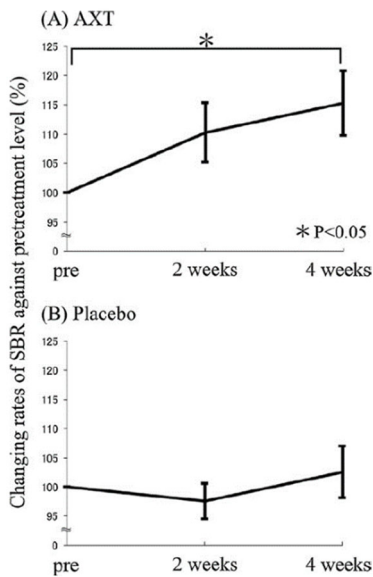 Changing rates of SBR against pretreatment level (%)
(A) AXT
125
120
115
110
105
100
95
0
*
* P<0.05
pre 2 weeks 4 weeks
(B) Placebo
125
120
115
110
105
100
95
0
pre 2 weeks 4 weeks